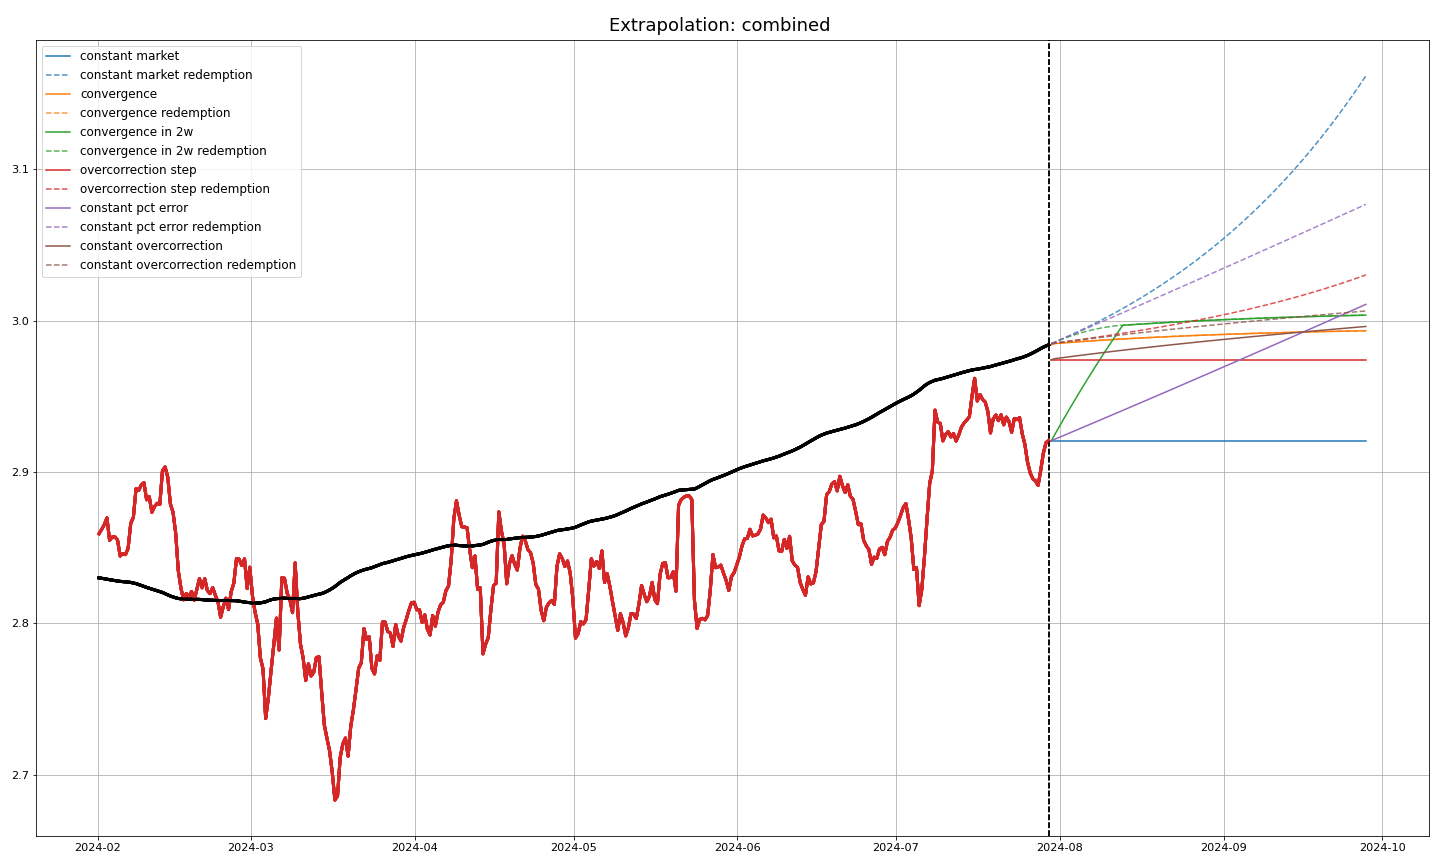 Extrapolation: combined
constant market
constant market redemption
convergence
convergence redemption
convergence in 2w
convergence in 2w redemption
overcorrection step
overcorrection step redemption
constant pct error
constant pct error redemption
constant overcorrection
constant overcorrection redemption
3.1
3.0
2.9
2.8
2.7
2024-02 2024-03 2024-04 2024-05 2024-06 2024-07 2024-08 2024-09 2024-10